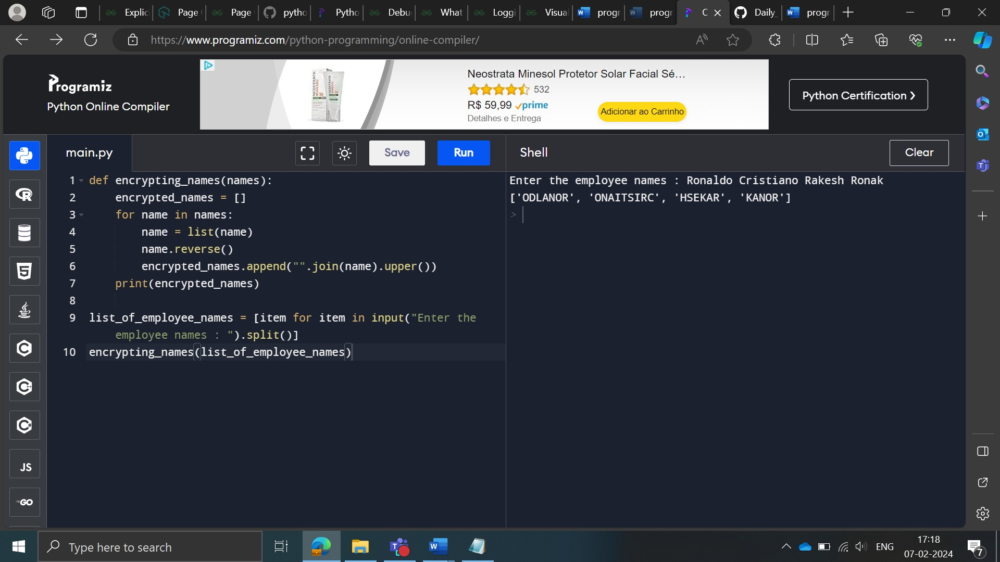 Explic
Page
Page
pytho
Pytho
Debu
What
Loggi
Visual
progr
progr
C
Daily_
progr
https://www.programiz.com/python-programming/online-compiler/
Programiz
Python Online Compiler
NEOSTRATA
MINESOL
Neostrata Minesol Protetor Solar Facial Sé...
532
R$ 59,99 prime
Detalhes e Entrega
Adicionar ao Carrinho
Python Certification ❯
main.py
Save
Run
Shell
Clear
1 def encrypting_names(names):
2 encrypted_names = []
3 for name in names:
4 name = list(name)
5 name.reverse()
6 encrypted_names.append("".join(name).upper())
7 print(encrypted_names)
8
9 list_of_employee_names = [item for item in input("Enter the
employee names : ").split()]
10 encrypting_names(list_of_employee_names)
Enter the employee names : Ronaldo Cristiano Rakesh Ronak
['ODLANOR', 'ONAITSIRC', 'HSEKAR', 'KANOR']
>
JS
GO
Type here to search
ENG
17:18
07-02-2024
7